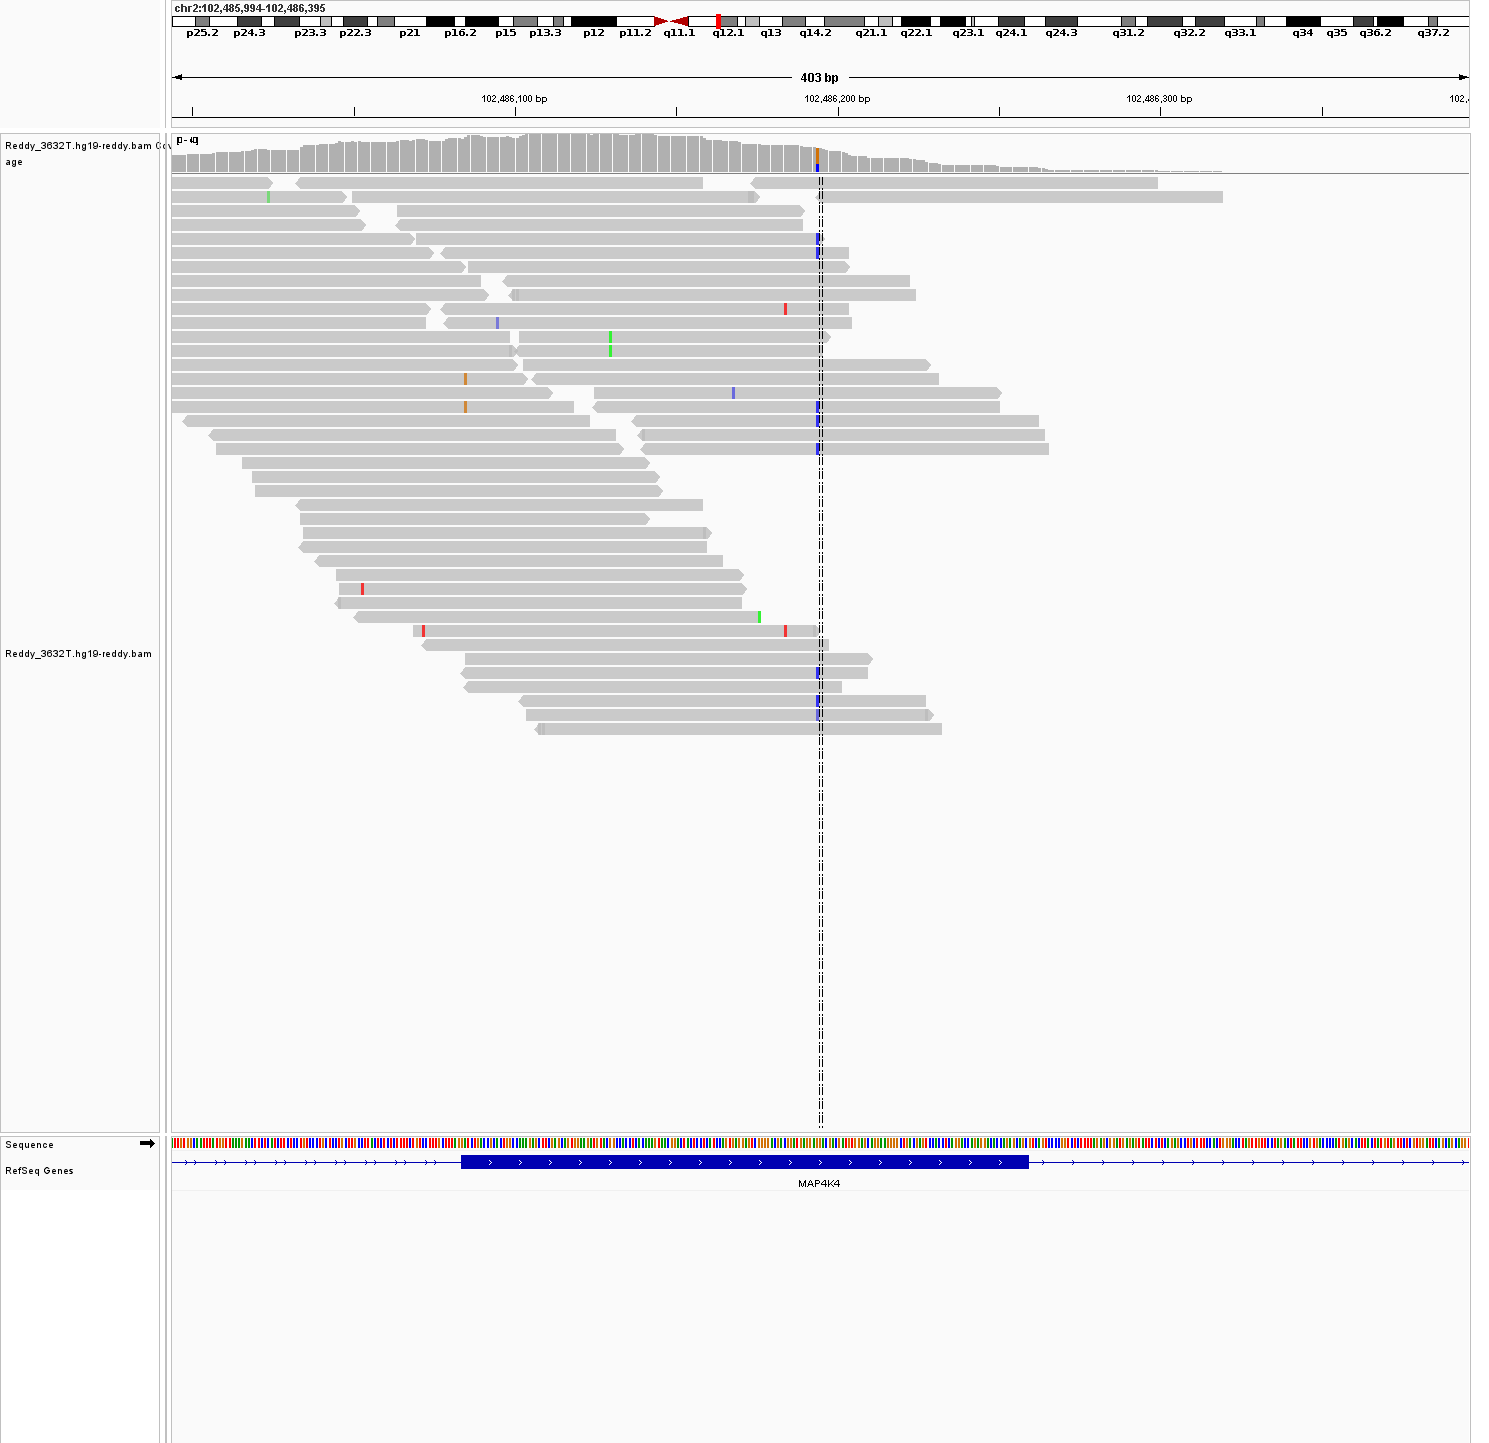 chr2:102,485,994-102,486,395
p25.2 p24.3 p23.3 p22.3 p21 p16.2 p15 p13.3 p12 p11.2 q11.1 q12.1 q13 q14.2 q21.1 q22.1 q23.1 q24.1 q24.3 q31.2 q32.2 q33.1 q34 q35 q36.2 q37.2
403 bp
102,486,100 bp 102,486,200 bp 102,486,300 bp 102,4
Reddy_3632T.hg19-reddy.bam Cov
age
Reddy_3632T.hg19-reddy.bam
Sequence
RefSeq Genes
MAP4K4